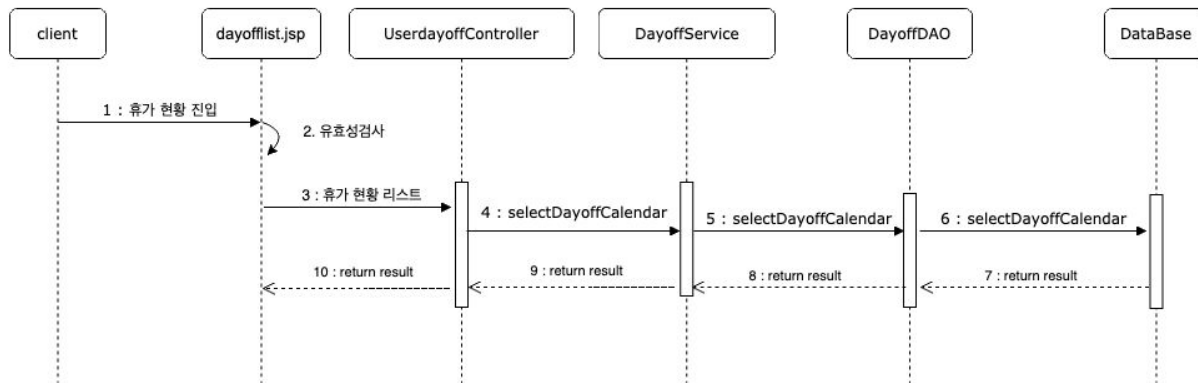 client
dayofflist.jsp
UserdayoffController
DayoffService
DayoffDAO
DataBase
1 : 휴가 현황 진입
2. 유효성검사
3 : 휴가 현황 리스트
4 : selectDayoffCalendar
5 : selectDayoffCalendar
6 : selectDayoffCalendar
10 : return result
9 : return result
8 : return result
7 : return result